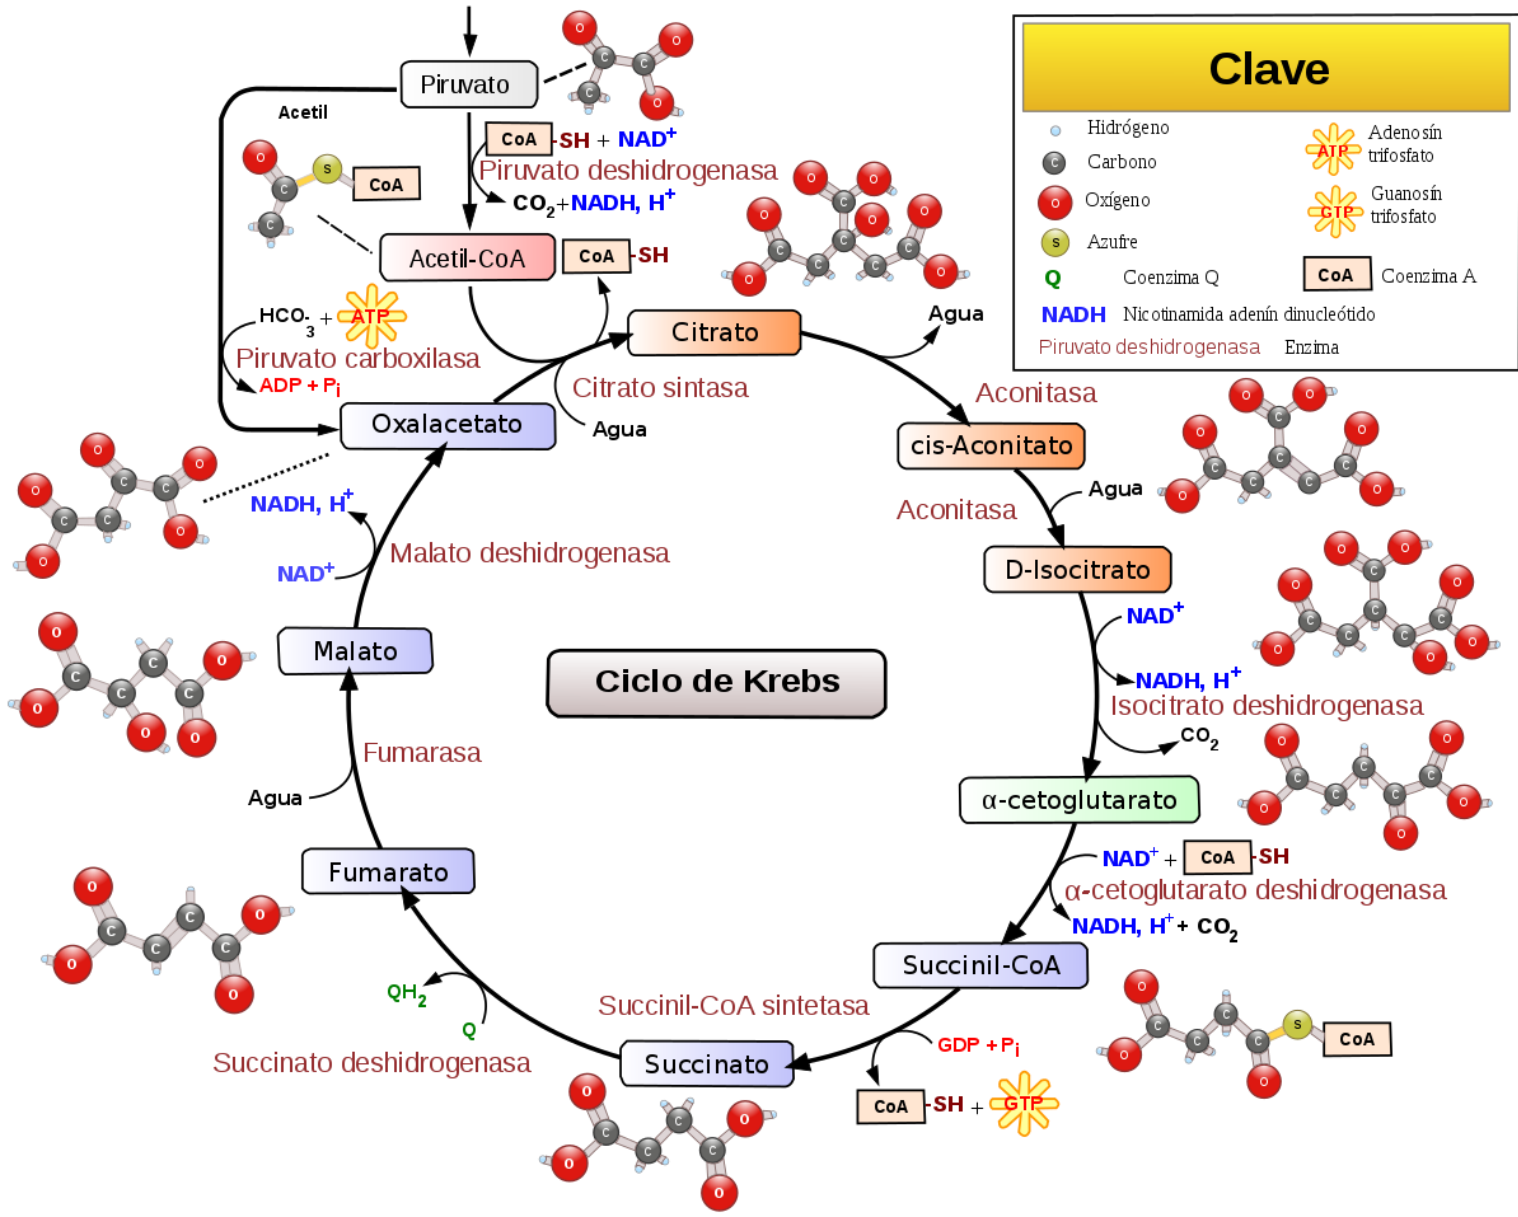 Piruvato
Acetil
CoA-SH + NAD+
Piruvato deshidrogenasa
CO2+NADH, H+
S
CoA
Acetil-CoA
CoA-SH
HCO3- + ATP
Piruvato carboxilasa
ADP + Pi
Citrato
Agua
Citrato sintasa
Agua
Oxalacetato
Aconitasa
cis-Aconitato
Agua
Aconitasa
D-Isocitrato
NAD+
NADH, H+
Isocitrato deshidrogenasa
CO2
α-cetoglutarato
NAD+ + CoA-SH
α-cetoglutarato deshidrogenasa
NADH, H+ + CO2
Succinil-CoA
S
CoA
Succinil-CoA sintetasa
GDP + Pi
CoA-SH + GTP
Succinato
Q
QH2
Succinato deshidrogenasa
Fumarato
Agua
Fumarasa
Malato
NAD+
NADH, H+
Malato deshidrogenasa
Ciclo de Krebs
Clave
Hidrógeno
C Carbono
O Oxígeno
S Azufre
Q Coenzima Q
ATP Adenosín
trifosfato
GTP Guanosín
trifosfato
CoA Coenzima A
NADH Nicotinamida adenín dinucleótido
Piruvato deshidrogenasa Enzima